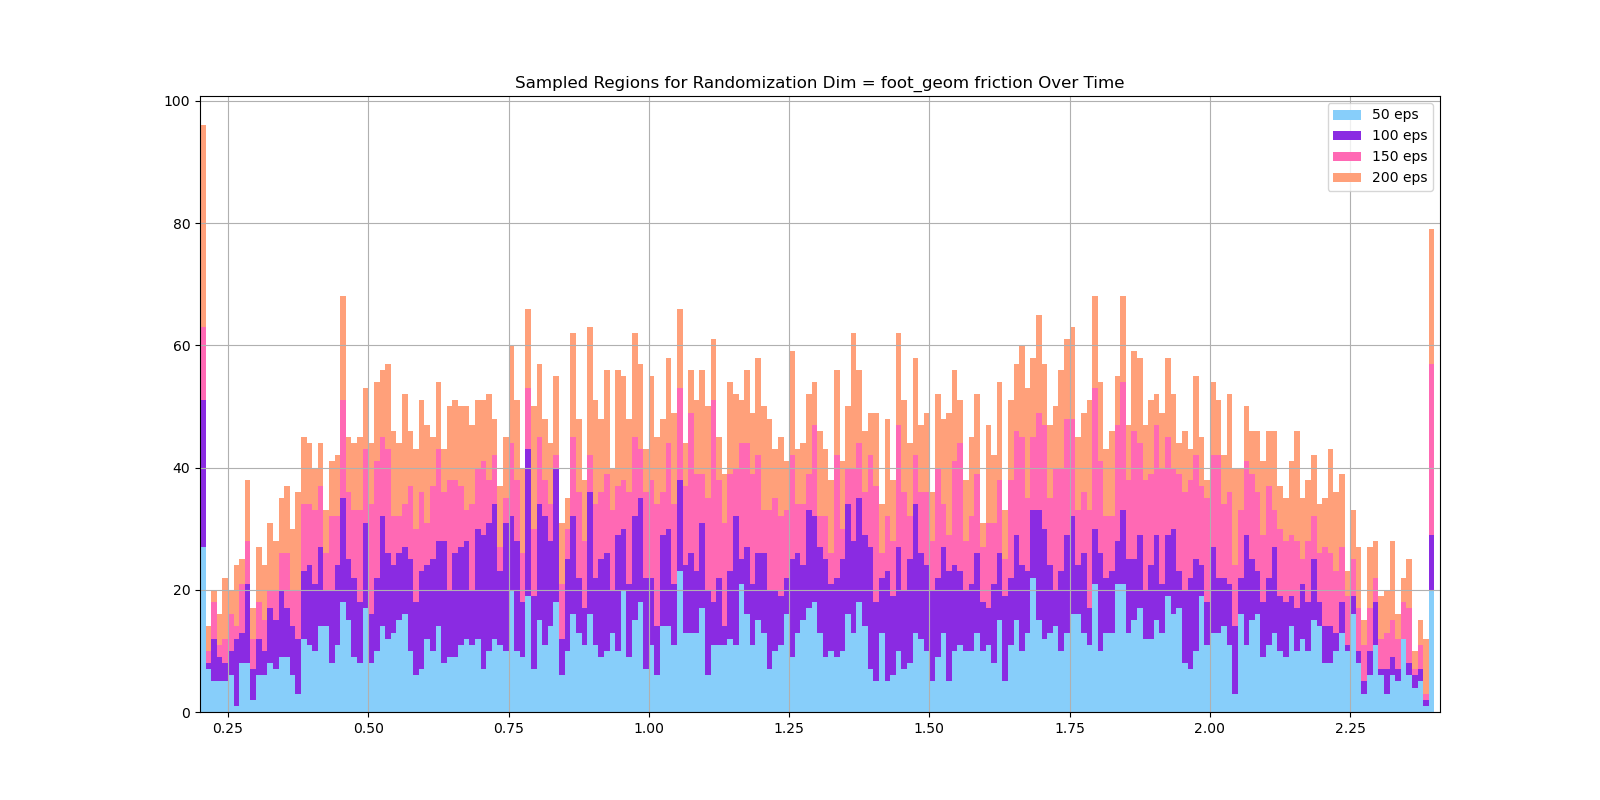 Sampled Regions for Randomization Dim = foot_geom friction Over Time
100
80
60
40
20
0
50 eps
100 eps
150 eps
200 eps
0.25 0.50 0.75 1.00 1.25 1.50 1.75 2.00 2.25